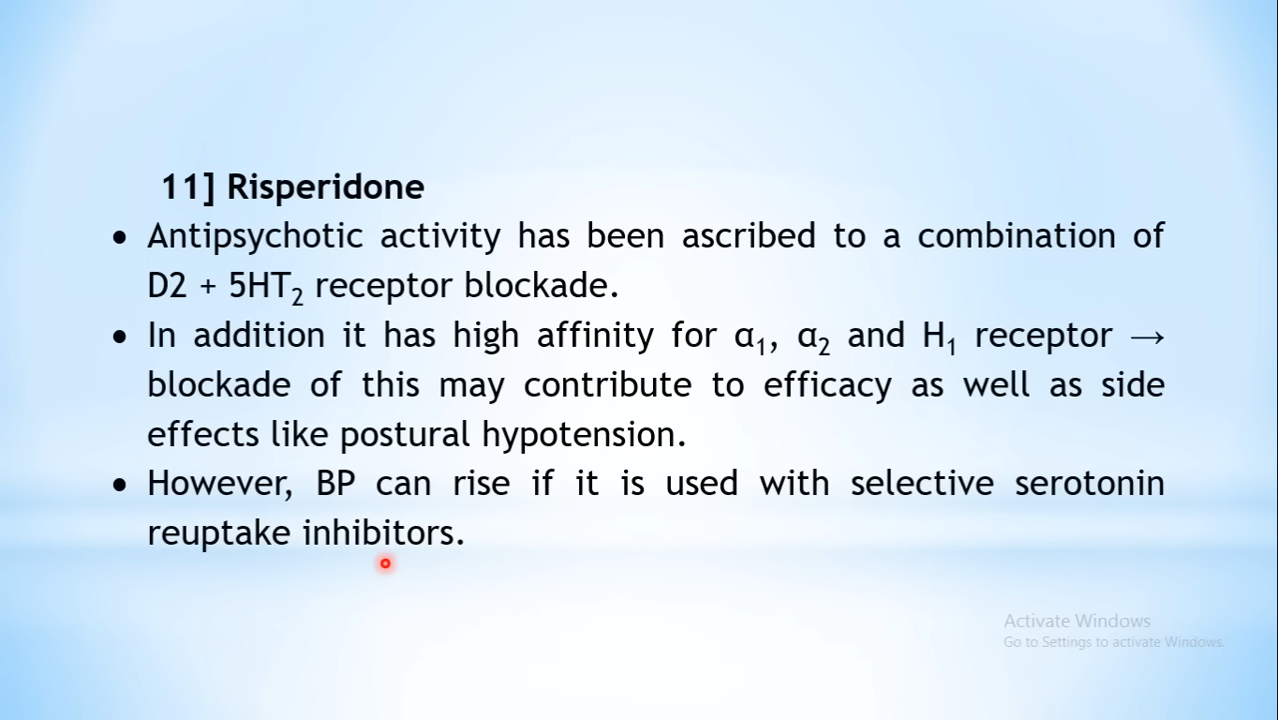 11] Risperidone
• Antipsychotic activity has been ascribed to a combination of
D2 + 5HT₂ receptor blockade.
• In addition it has high affinity for α₁, α₂ and H₁ receptor →
blockade of this may contribute to efficacy as well as side
effects like postural hypotension.
• However, BP can rise if it is used with selective serotonin
reuptake inhibitors.
Activate Windows
Go to Settings to activate Windows.